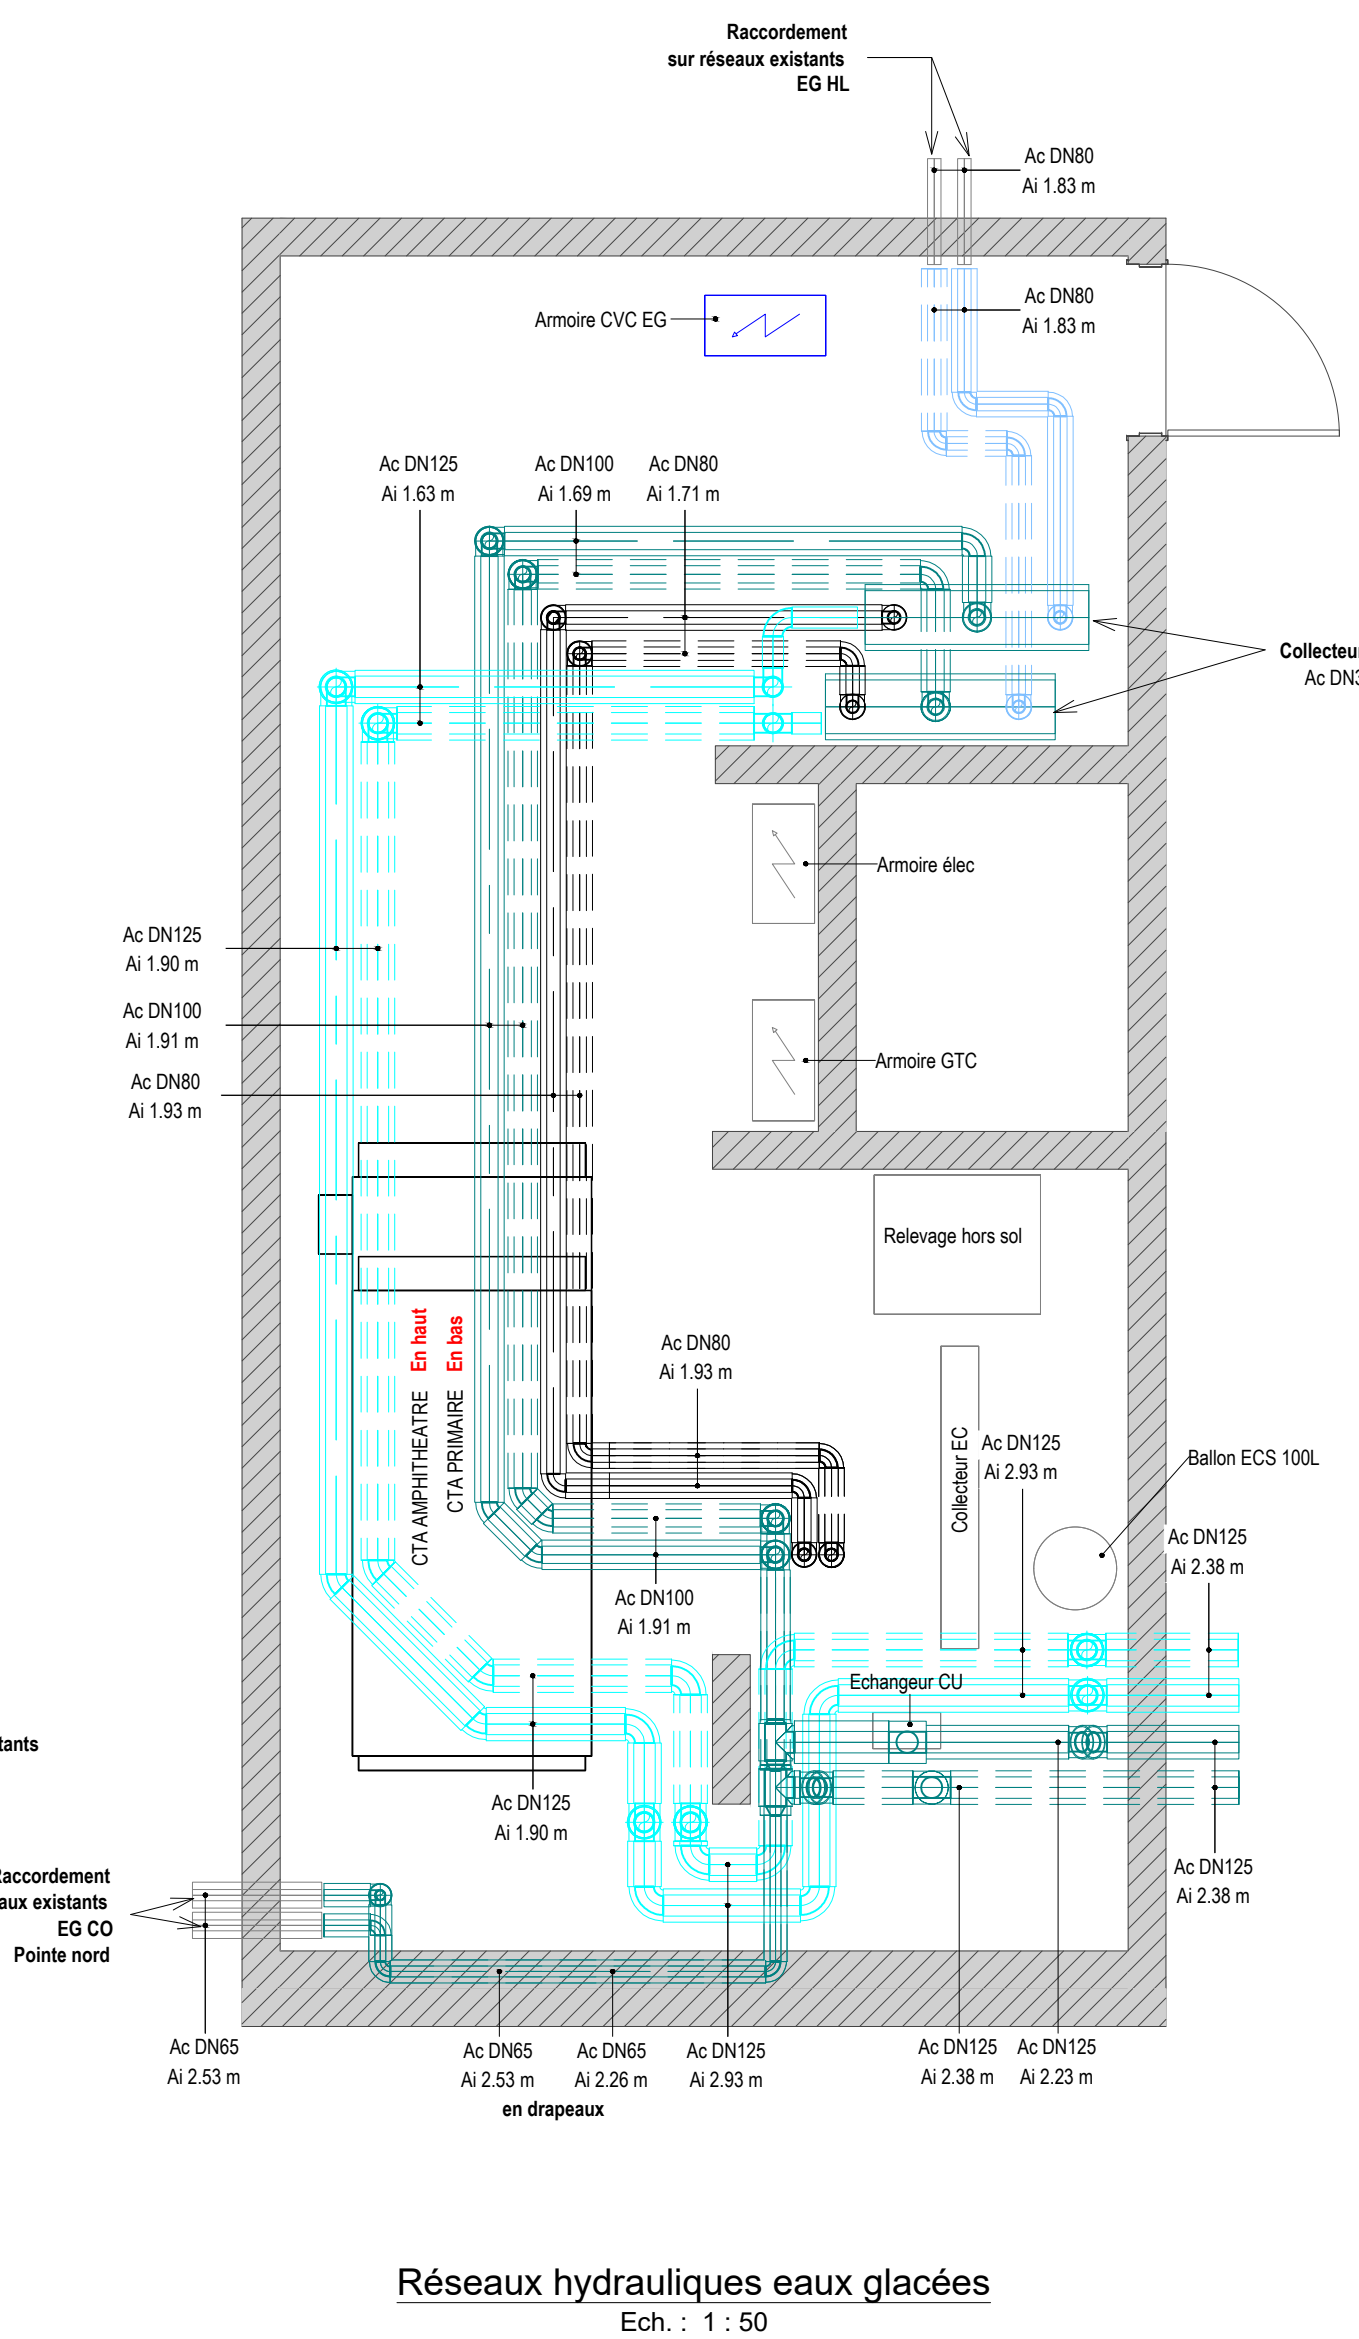 Raccordement
sur réseaux existants
EG HL
Ac DN80
Ai 1.83 m
Armoire CVC EG
Ac DN80
Ai 1.83 m
Ac DN125
Ai 1.63 m
Ac DN100
Ai 1.69 m
Ac DN80
Ai 1.71 m
Collecteur
Ac DN3
Armoire élec
Ac DN125
Ai 1.90 m
Ac DN100
Ai 1.91 m
Armoire GTC
Ac DN80
Ai 1.93 m
Relevage hors sol
CTA AMPHITHEATRE En haut
CTA PRIMAIRE En bas
Ac DN80
Ai 1.93 m
Collecteur EC
Ac DN125
Ai 2.93 m
Ballon ECS 100L
Ac DN125
Ai 2.38 m
Ac DN100
Ai 1.91 m
Echangeur CU
tants
Ac DN125
Ai 1.90 m
Raccordement
aux existants
EG CO
Pointe nord
Ac DN125
Ai 2.38 m
Ac DN65
Ai 2.53 m
Ac DN65
Ai 2.53 m
Ac DN65
Ai 2.26 m
en drapeaux
Ac DN125
Ai 2.93 m
Ac DN125
Ai 2.38 m
Ac DN125
Ai 2.23 m
Réseaux hydrauliques eaux glacées
Ech. : 1 : 50